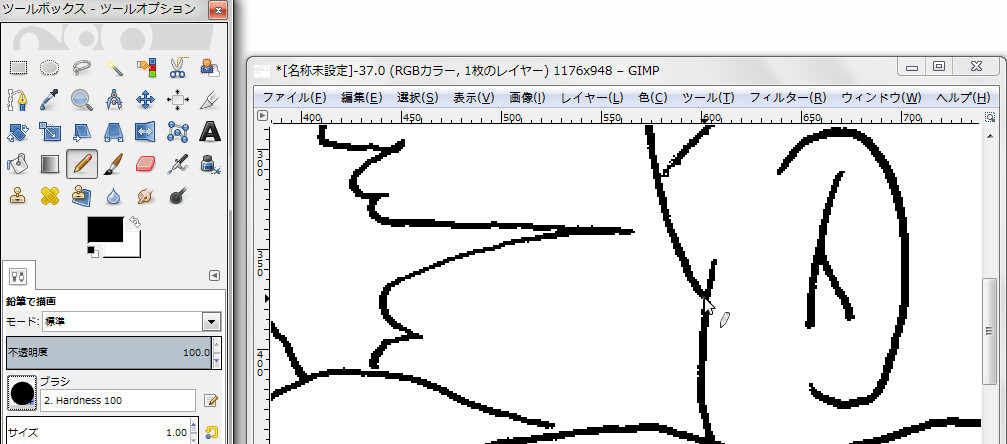 ツールボックス - ツールオプション
*[名称未設定]-37.0 (RGBカラー, 1枚のレイヤー) 1176x948 – GIMP
ファイル(F) 編集(E) 選択(S) 表示(V) 画像(I) レイヤー(L) 色(C) ツール(T) フィルター(R) ウィンドウ(W) ヘルプ(H)
400 450 500 550 600 650 700
300
350
400
鉛筆で描画
モード: 標準
不透明度 100.0
ブラシ
2. Hardness 100
サイズ 1.00